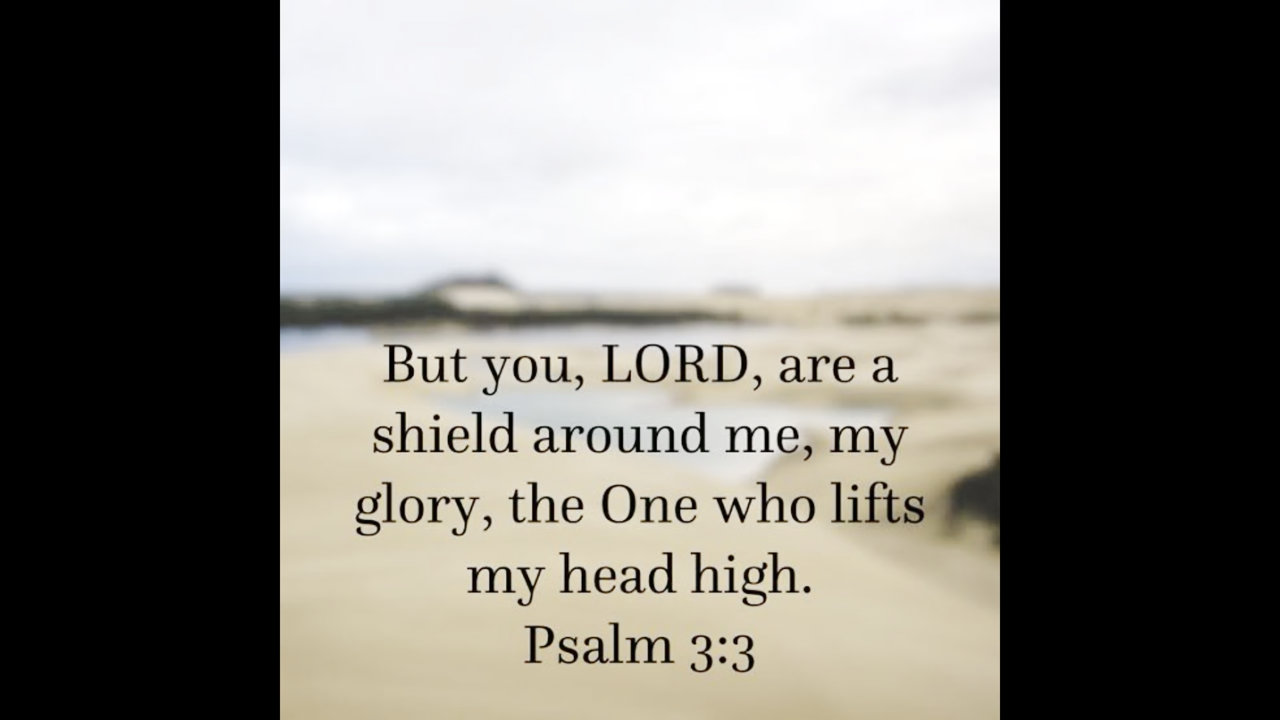 But you, LORD, are a
shield around me, my
glory, the One who lifts
my head high.
Psalm 3:3